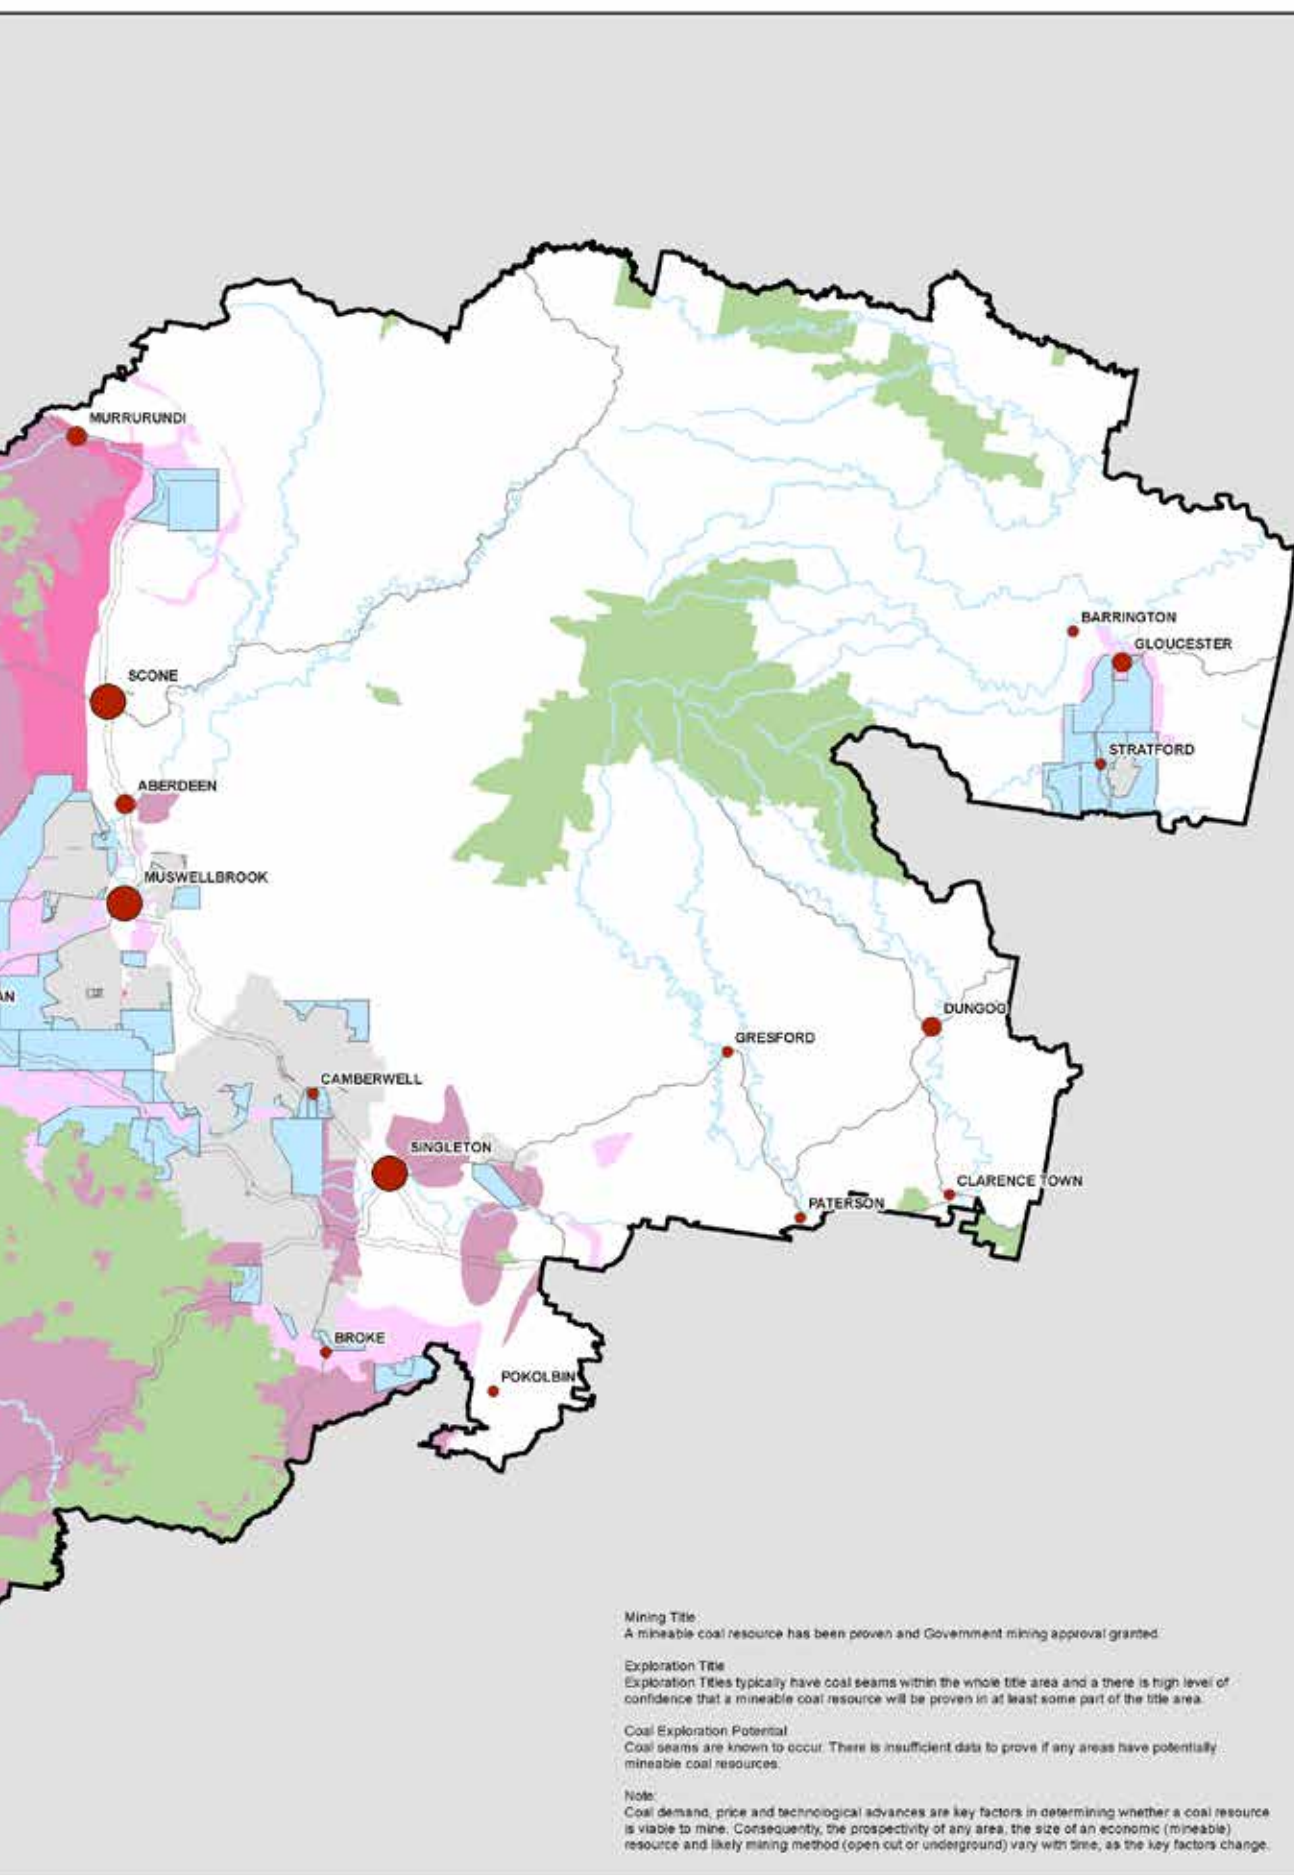 MURRURUNDI
BARRINGTON
GLOUCESTER
SCONE
STRATFORD
ABERDEEN
MUSWELLBROOK
AN
DUNGOG
GRESFORD
CAMBERWELL
SINGLETON
CLARENCE TOWN
PATERSON
BROKE
POKOLBIN
Mining Title
A mineable coal resource has been proven and Government mining approval granted.
Exploration Title
Exploration Titles typically have coal seams within the whole title area and a there is high level of
confidence that a mineable coal resource will be proven in at least some part of the title area.
Coal Exploration Potential
Coal seams are known to occur. There is insufficient data to prove if any areas have potentially
mineable coal resources.
Note:
Coal demand, price and technological advances are key factors in determining whether a coal resource
is viable to mine. Consequently, the prospectivity of any area, the size of an economic (mineable)
resource and likely mining method (open cut or underground) vary with time, as the key factors change.